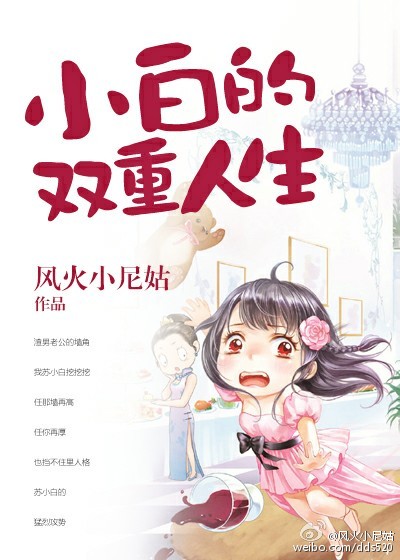 小白的
双重人生
风火小尼姑
作品
渣男老公的墙角
我苏小白挖挖挖
任那墙再高
任你再厚
也挡不住里人格
苏小白的
猛烈攻势
@风火小尼姑
weibo.com/dds520